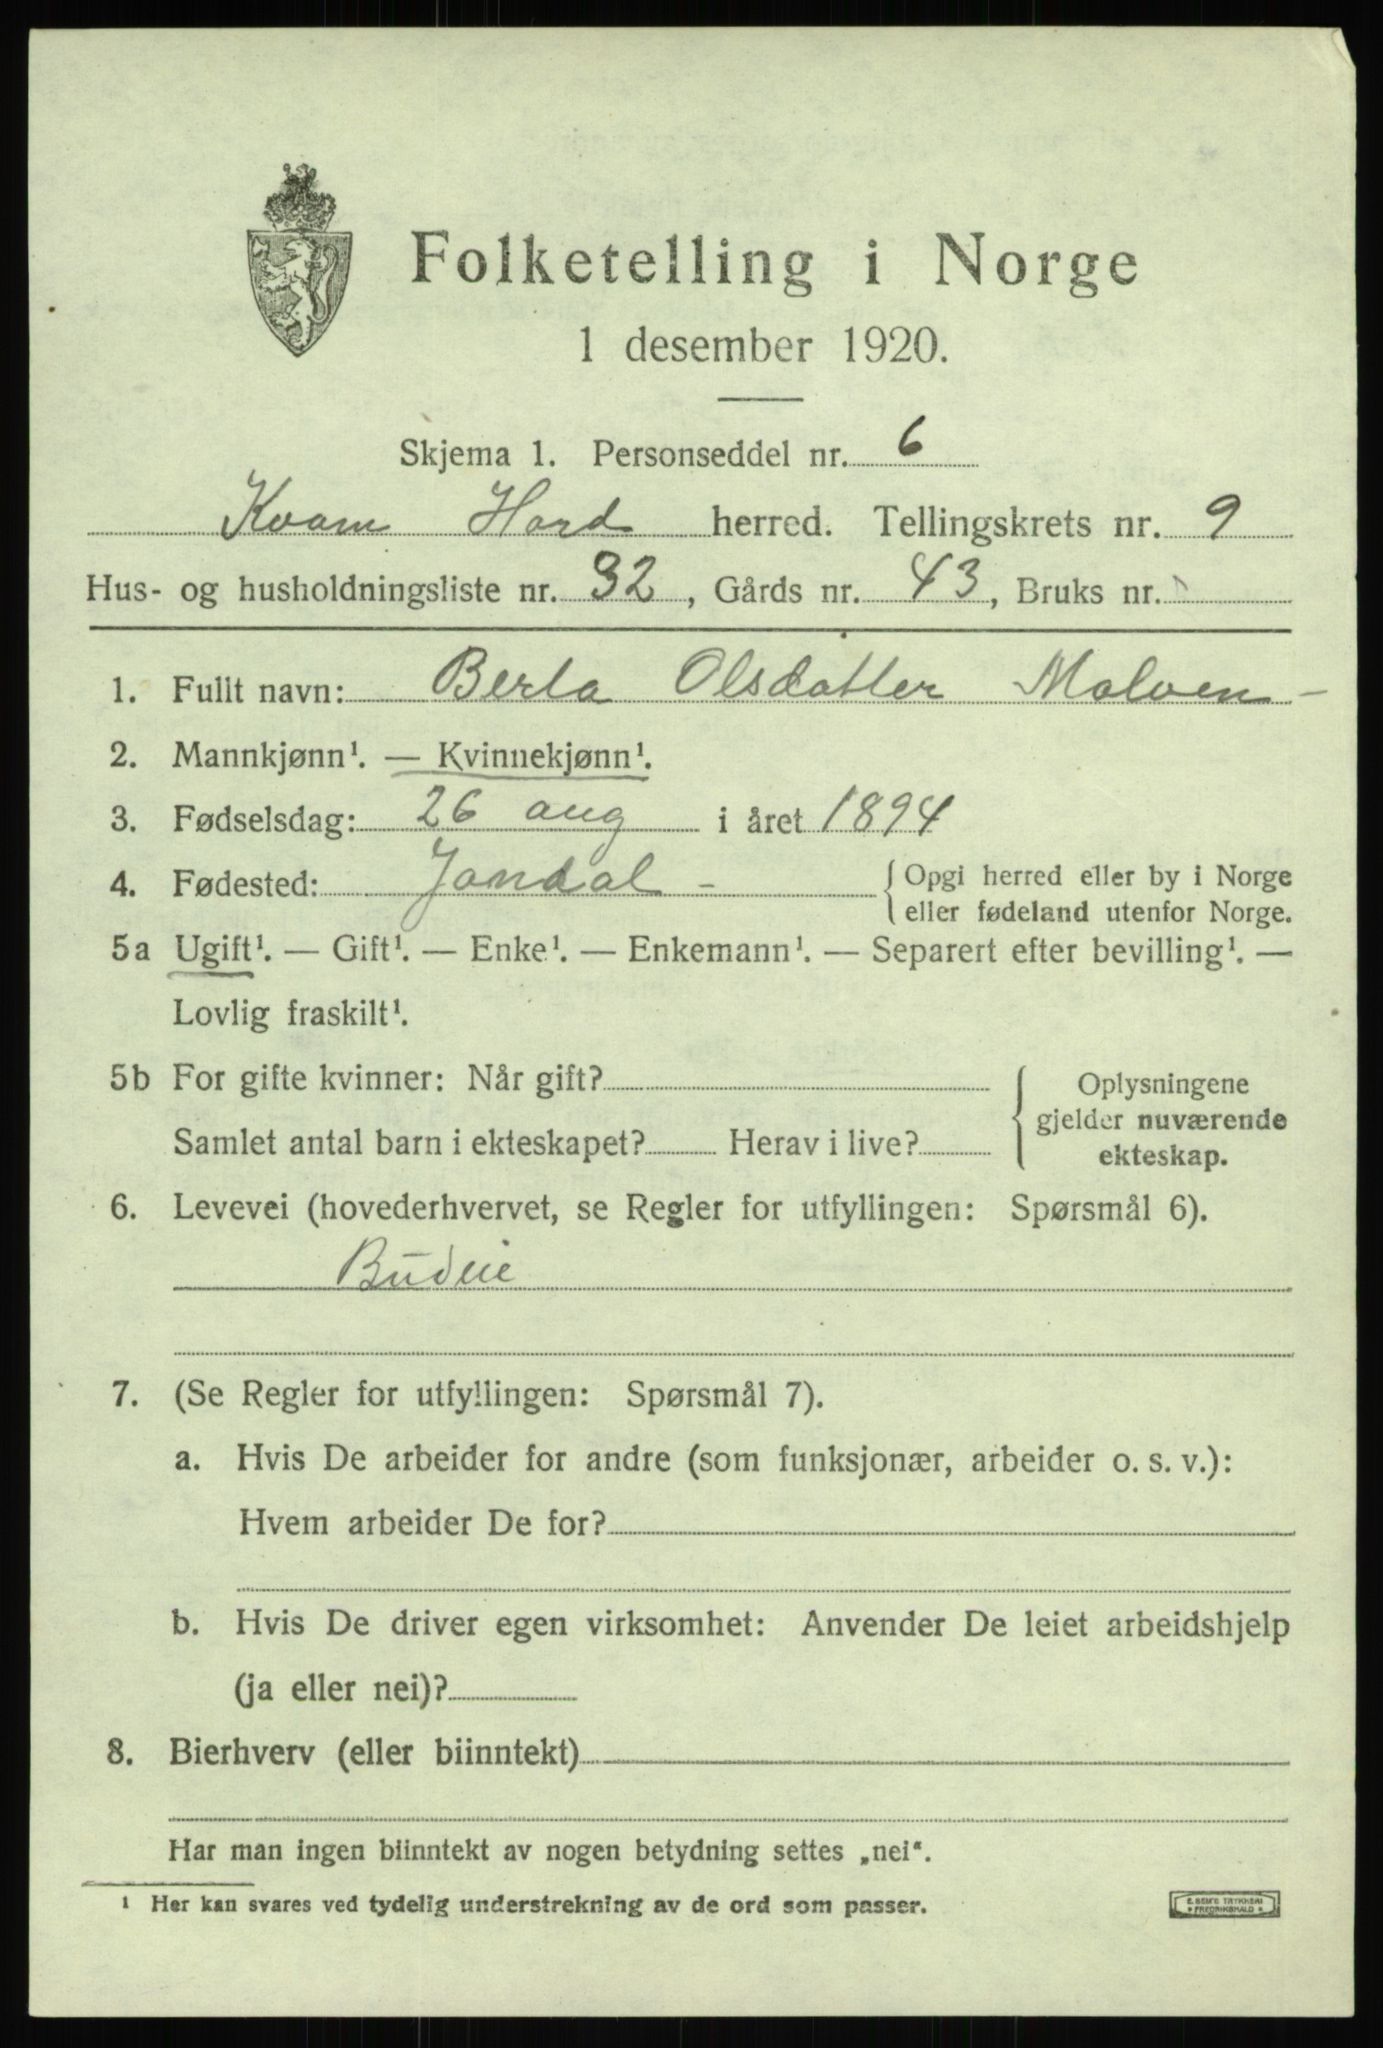 Folketelling i Norge
1 desember 1920.
Skjema 1. Personseddel nr. 6
Kvam Hard herred. Tellingskrets nr. 9
Hus- og husholdningsliste nr. 32, Gårds nr. 43, Bruks nr.
1. Fullt navn: Berta Olsdatter Malven -
2. Mannkjønn¹. — Kvinnekjønn¹.
3. Fødselsdag: 26 aug i året 1894
4. Fødested: Jondal - { Opgi herred eller by i Norge
eller fødeland utenfor Norge.
5a Ugift¹. — Gift¹. — Enke¹. — Enkemann¹. — Separert efter bevilling¹. —
Lovlig fraskilt¹.
5b For gifte kvinner: Når gift?
Samlet antal barn i ekteskapet? Herav i live?
Oplysningene
gjelder nuværende
ekteskap.
6. Levevei (hovederhvervet, se Regler for utfyllingen: Spørsmål 6).
Budeie
7. (Se Regler for utfyllingen: Spørsmål 7).
a. Hvis De arbeider for andre (som funksjonær, arbeider o. s. v.):
Hvem arbeider De for?
b. Hvis De driver egen virksomhet: Anvender De leiet arbeidshjelp
(ja eller nei)?
8. Bierhverv (eller biinntekt)
Har man ingen biinntekt av nogen betydning settes „nei“.
¹ Her kan svares ved tydelig understrekning av de ord som passer.
E. SEM'S TRYKKERI
* FREDRIKSHALD *